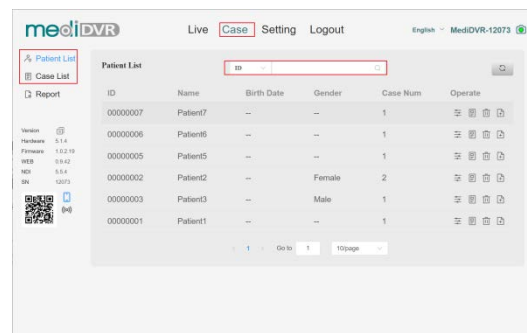 mediDVR
Live Case Setting Logout English MediDVR-12073
Patient List
Case List
Report
Version
Hardware 5.1.4
Firmware 1.0.2.19
WEB 0.9.42
NDI 5.5.4
SN 12073
Patient List ID
ID Name Birth Date Gender Case Num Operate
00000007 Patient7 -- -- 1
00000006 Patient6 -- -- 1
00000005 Patient5 -- -- 1
00000002 Patient2 -- Female 2
00000003 Patient3 -- Male 1
00000001 Patient1 -- -- 1
‹ 1 › Go to 1 10/page